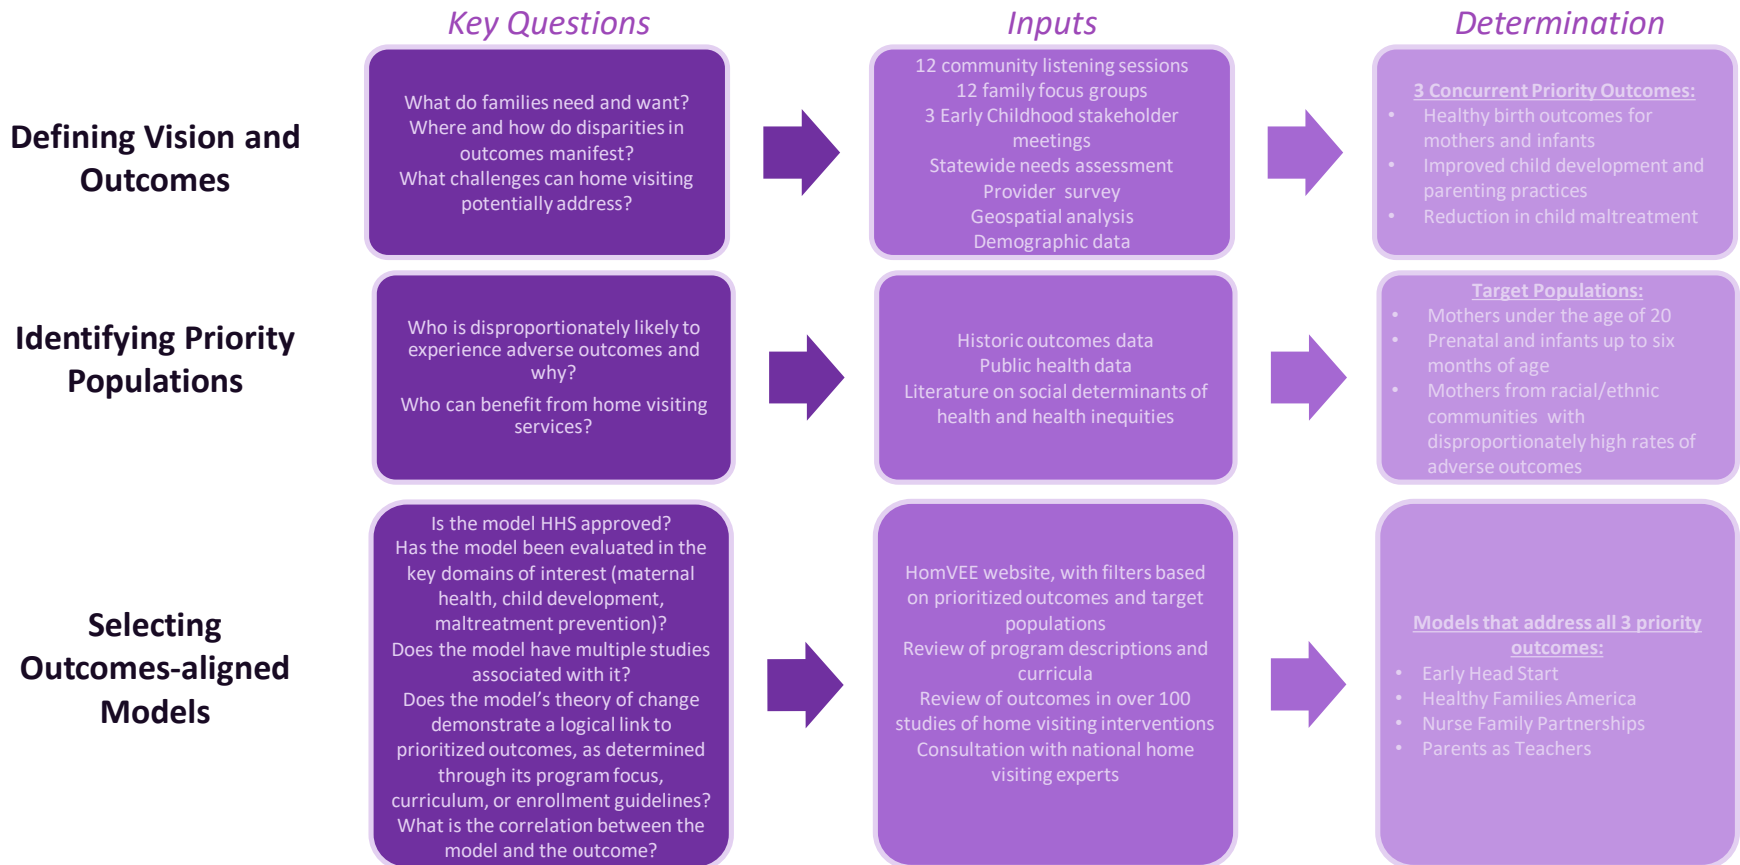 Key Questions
Inputs
Determination
Defining Vision and
Outcomes
What do families need and want?
Where and how do disparities in
outcomes manifest?
What challenges can home visiting
potentially address?
12 community listening sessions
12 family focus groups
3 Early Childhood stakeholder
meetings
Statewide needs assessment
Provider survey
Geospatial analysis
Demographic data
3 Concurrent Priority Outcomes:
• Healthy birth outcomes for
mothers and infants
• Improved child development and
parenting practices
• Reduction in child maltreatment
Identifying Priority
Populations
Who is disproportionately likely to
experience adverse outcomes and
why?
Who can benefit from home visiting
services?
Historic outcomes data
Public health data
Literature on social determinants of
health and health inequities
Target Populations:
• Mothers under the age of 20
• Prenatal and infants up to six
months of age
• Mothers from racial/ethnic
communities with
disproportionately high rates of
adverse outcomes
Selecting
Outcomes-aligned
Models
Is the model HHS approved?
Has the model been evaluated in the
key domains of interest (maternal
health, child development,
maltreatment prevention)?
Does the model have multiple studies
associated with it?
Does the model's theory of change
demonstrate a logical link to
prioritized outcomes, as determined
through its program focus,
curriculum, or enrollment guidelines?
What is the correlation between the
model and the outcome?
HomVEE website, with filters based
on prioritized outcomes and target
populations
Review of program descriptions and
curricula
Review of outcomes in over 100
studies of home visiting interventions
Consultation with national home
visiting experts
Models that address all 3 priority
outcomes:
• Early Head Start
• Healthy Families America
• Nurse Family Partnerships
• Parents as Teachers